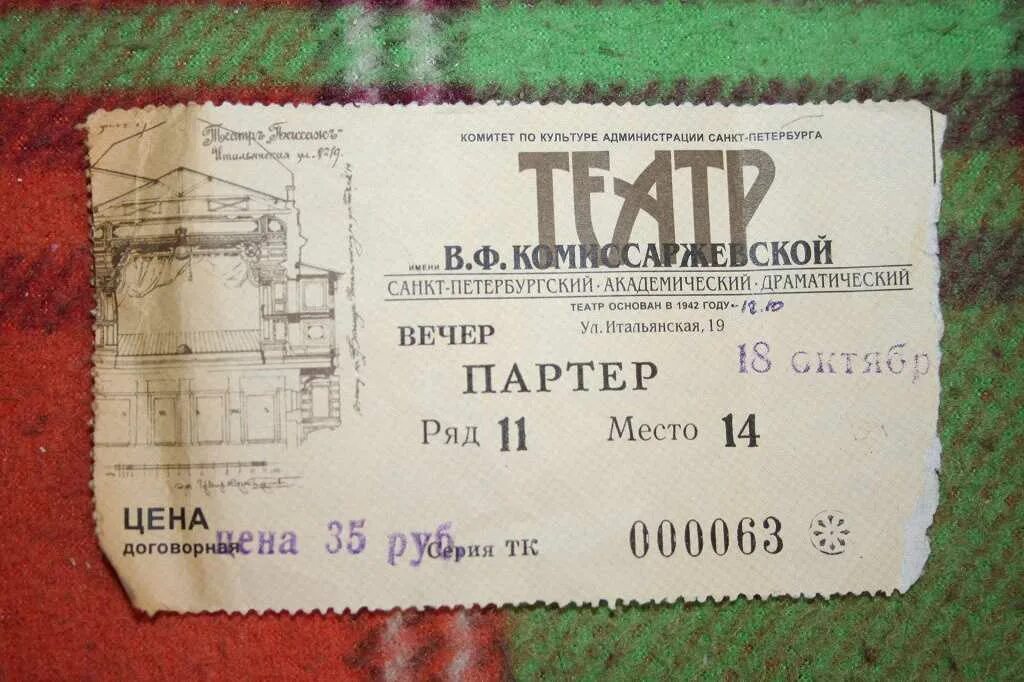 Театръ Пассажъ
Итальянская ул. №19.
КОМИТЕТ ПО КУЛЬТУРЕ АДМИНИСТРАЦИИ САНКТ-ПЕТЕРБУРГА
ТЕАТР
ИМЕНИ В.Ф. КОМИССАРЖЕВСКОЙ
САНКТ-ПЕТЕРБУРГСКИЙ · АКАДЕМИЧЕСКИЙ · ДРАМАТИЧЕСКИЙ
ТЕАТР ОСНОВАН В 1942 ГОДУ - 18.10
Ул. Итальянская, 19
ВЕЧЕР
18 октябр
ПАРТЕР
Ряд 11 Место 14
ЦЕНА
договорная
цена 35 руб.
Серия ТК 000063